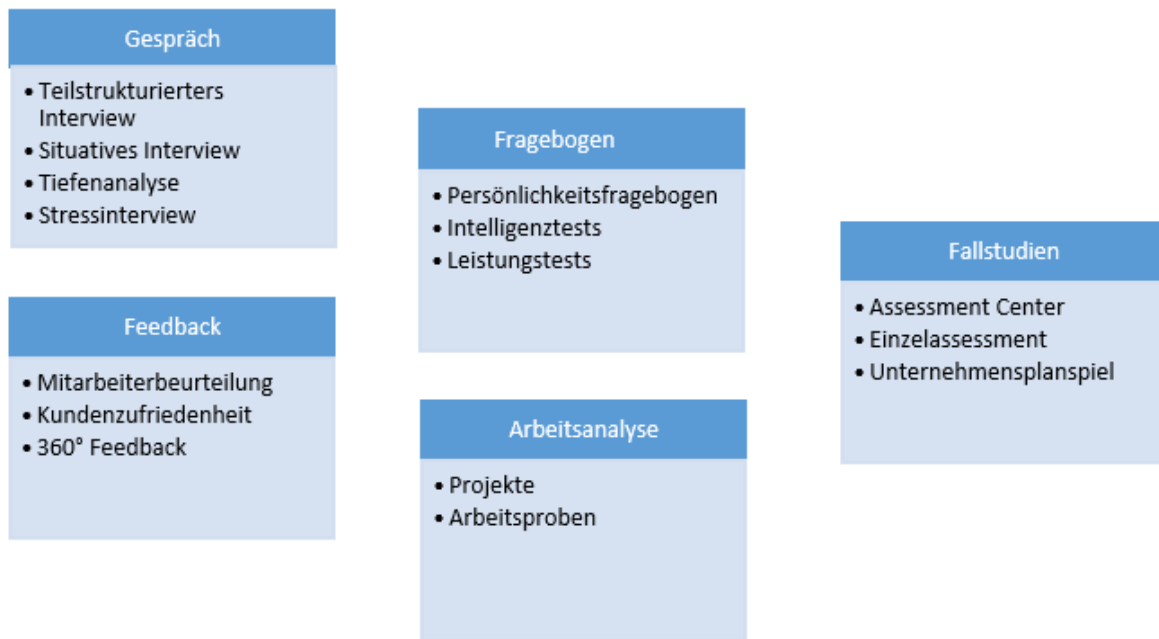 Gespräch
• Teilstrukturierters
Interview
• Situatives Interview
• Tiefenanalyse
• Stressinterview
Feedback
• Mitarbeiterbeurteilung
• Kundenzufriedenheit
• 360° Feedback
Fragebogen
• Persönlichkeitsfragebogen
• Intelligenztests
• Leistungstests
Arbeitsanalyse
• Projekte
• Arbeitsproben
Fallstudien
• Assessment Center
• Einzelassessment
• Unternehmensplanspiel